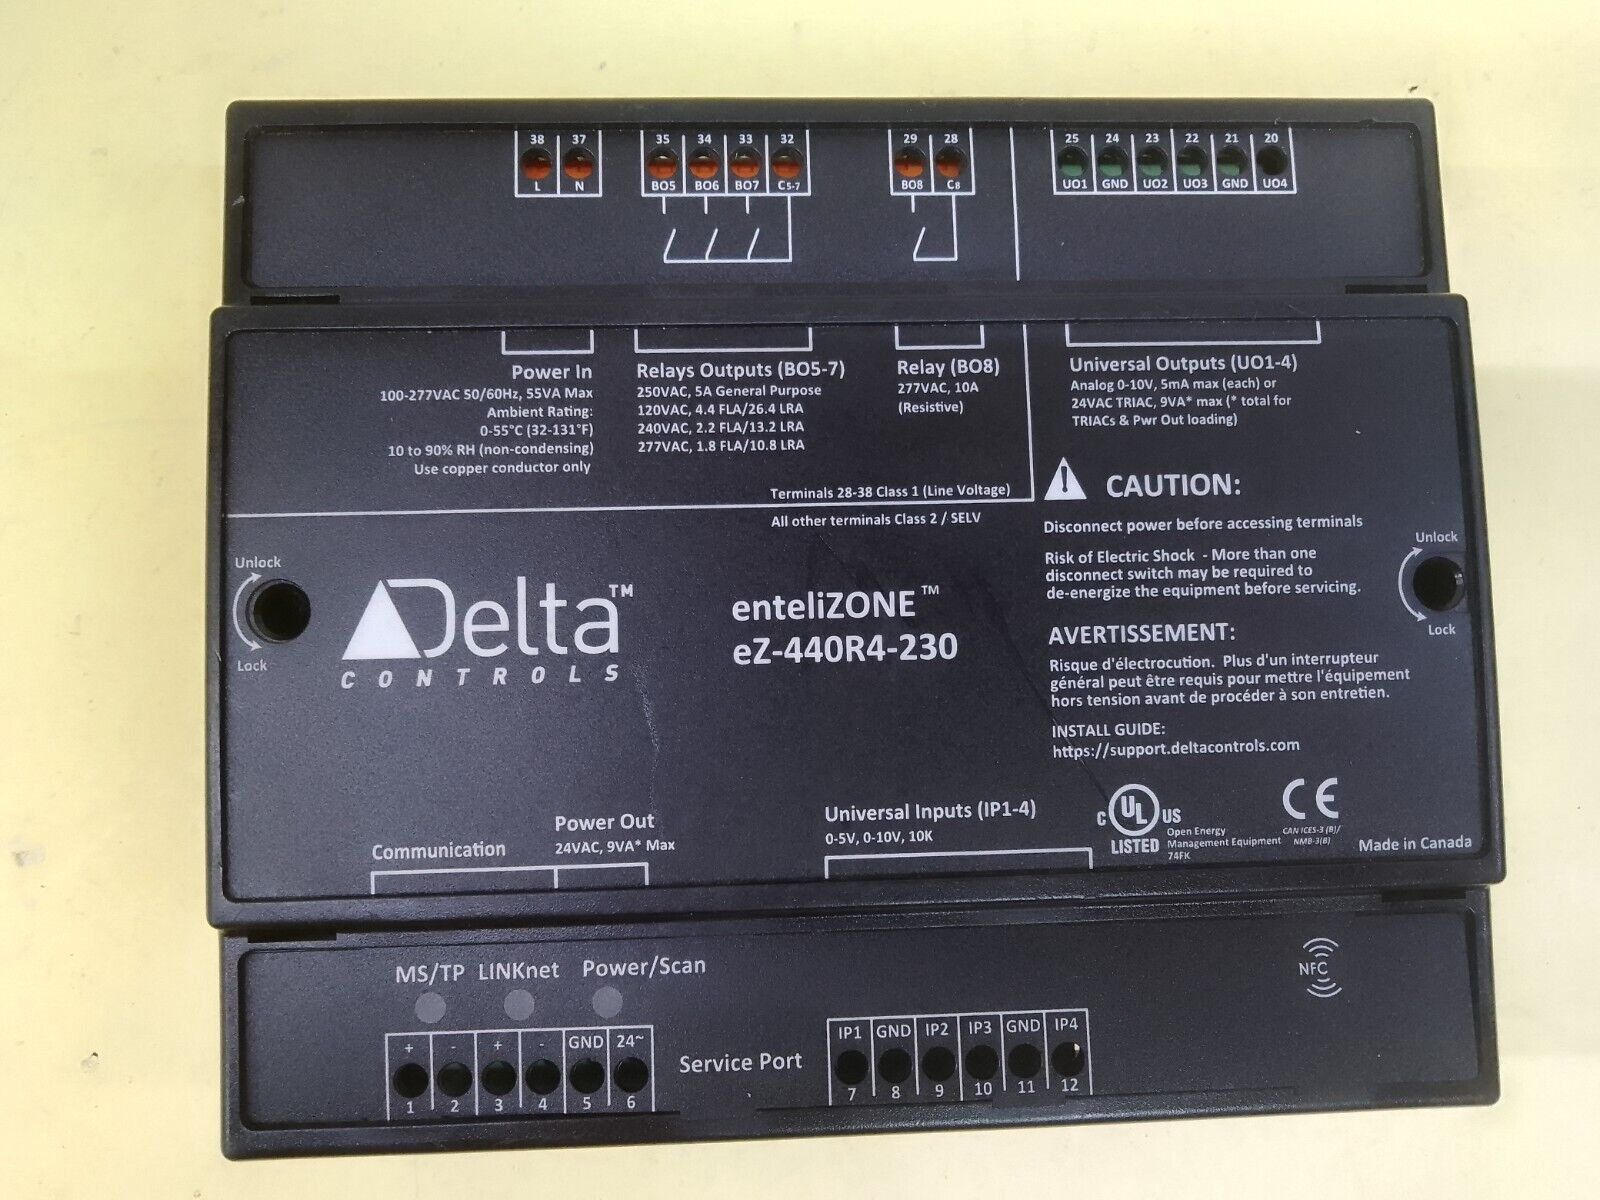 38 37 35 34 33 32 29 28 25 24 23 22 21 20
L N BO5 BO6 BO7 C5-7 BO8 C8 UO1 GND UO2 UO3 GND UO4
Power In
100-277VAC 50/60Hz, 55VA Max
Ambient Rating:
0-55°C (32-131°F)
10 to 90% RH (non-condensing)
Use copper conductor only
Relays Outputs (BO5-7)
250VAC, 5A General Purpose
120VAC, 4.4 FLA/26.4 LRA
240VAC, 2.2 FLA/13.2 LRA
277VAC, 1.8 FLA/10.8 LRA
Relay (BO8)
277VAC, 10A
(Resistive)
Universal Outputs (UO1-4)
Analog 0-10V, 5mA max (each) or
24VAC TRIAC, 9VA* max (* total for
TRIACs & Pwr Out loading)
Terminals 28-38 Class 1 (Line Voltage)
All other terminals Class 2 / SELV
CAUTION:
Disconnect power before accessing terminals
Risk of Electric Shock - More than one
disconnect switch may be required to
de-energize the equipment before servicing.
AVERTISSEMENT:
Risque d'électrocution. Plus d'un interrupteur
général peut être requis pour mettre l'équipement
hors tension avant de procéder à son entretien.
INSTALL GUIDE:
https://support.deltacontrols.com
Unlock
Lock
Delta™
CONTROLS
enteliZONE™
eZ-440R4-230
Unlock
Lock
Communication
Power Out
24VAC, 9VA* Max
Universal Inputs (IP1-4)
0-5V, 0-10V, 10K
C UL US
LISTED
Open Energy
Management Equipment
74FK
CE
CAN ICES-3 (B)/
NMB-3(B)
Made in Canada
MS/TP LINKnet Power/Scan
NFC
+ - + - GND 24~
1 2 3 4 5 6
Service Port
IP1 GND IP2 IP3 GND IP4
7 8 9 10 11 12